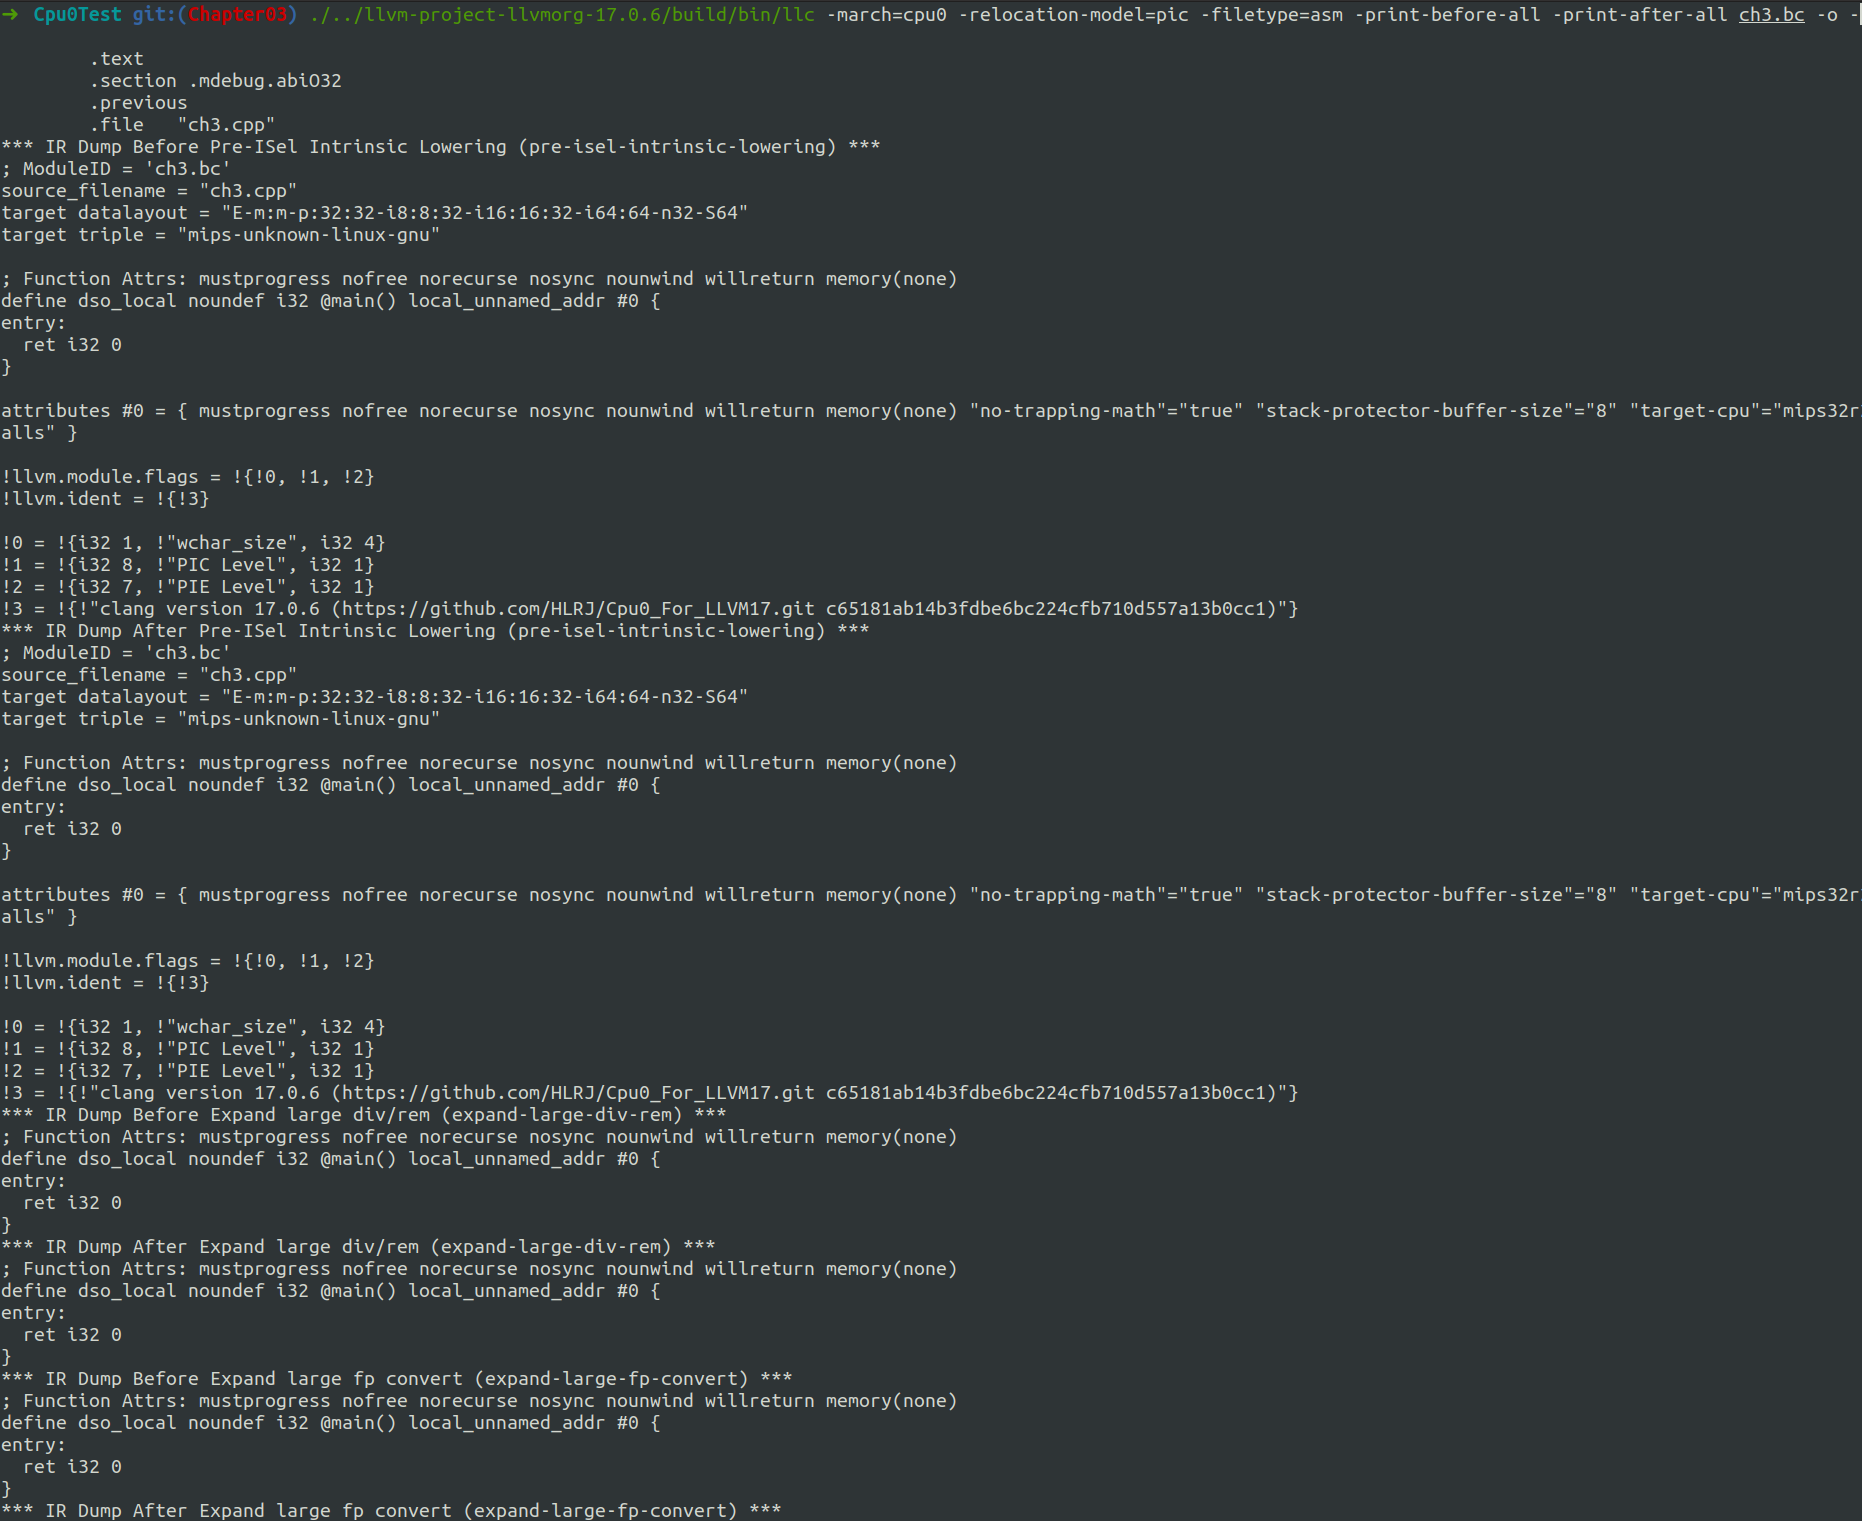 ➜ Cpu0Test git:(Chapter03) ./../llvm-project-llvmorg-17.0.6/build/bin/llc -march=cpu0 -relocation-model=pic -filetype=asm -print-before-all -print-after-all ch3.bc -o -
.text
.section .mdebug.abiO32
.previous
.file "ch3.cpp"
*** IR Dump Before Pre-ISel Intrinsic Lowering (pre-isel-intrinsic-lowering) ***
; ModuleID = 'ch3.bc'
source_filename = "ch3.cpp"
target datalayout = "E-m:m-p:32:32-i8:8:32-i16:16:32-i64:64-n32-S64"
target triple = "mips-unknown-linux-gnu"
; Function Attrs: mustprogress nofree norecurse nosync nounwind willreturn memory(none)
define dso_local noundef i32 @main() local_unnamed_addr #0 {
entry:
  ret i32 0
}
attributes #0 = { mustprogress nofree norecurse nosync nounwind willreturn memory(none) "no-trapping-math"="true" "stack-protector-buffer-size"="8" "target-cpu"="mips32r
alls" }
!llvm.module.flags = !{!0, !1, !2}
!llvm.ident = !{!3}
!0 = !{i32 1, !"wchar_size", i32 4}
!1 = !{i32 8, !"PIC Level", i32 1}
!2 = !{i32 7, !"PIE Level", i32 1}
!3 = !{!"clang version 17.0.6 (https://github.com/HLRJ/Cpu0_For_LLVM17.git c65181ab14b3fdbe6bc224cfb710d557a13b0cc1)"}
*** IR Dump After Pre-ISel Intrinsic Lowering (pre-isel-intrinsic-lowering) ***
; ModuleID = 'ch3.bc'
source_filename = "ch3.cpp"
target datalayout = "E-m:m-p:32:32-i8:8:32-i16:16:32-i64:64-n32-S64"
target triple = "mips-unknown-linux-gnu"
; Function Attrs: mustprogress nofree norecurse nosync nounwind willreturn memory(none)
define dso_local noundef i32 @main() local_unnamed_addr #0 {
entry:
  ret i32 0
}
attributes #0 = { mustprogress nofree norecurse nosync nounwind willreturn memory(none) "no-trapping-math"="true" "stack-protector-buffer-size"="8" "target-cpu"="mips32r
alls" }
!llvm.module.flags = !{!0, !1, !2}
!llvm.ident = !{!3}
!0 = !{i32 1, !"wchar_size", i32 4}
!1 = !{i32 8, !"PIC Level", i32 1}
!2 = !{i32 7, !"PIE Level", i32 1}
!3 = !{!"clang version 17.0.6 (https://github.com/HLRJ/Cpu0_For_LLVM17.git c65181ab14b3fdbe6bc224cfb710d557a13b0cc1)"}
*** IR Dump Before Expand large div/rem (expand-large-div-rem) ***
; Function Attrs: mustprogress nofree norecurse nosync nounwind willreturn memory(none)
define dso_local noundef i32 @main() local_unnamed_addr #0 {
entry:
  ret i32 0
}
*** IR Dump After Expand large div/rem (expand-large-div-rem) ***
; Function Attrs: mustprogress nofree norecurse nosync nounwind willreturn memory(none)
define dso_local noundef i32 @main() local_unnamed_addr #0 {
entry:
  ret i32 0
}
*** IR Dump Before Expand large fp convert (expand-large-fp-convert) ***
; Function Attrs: mustprogress nofree norecurse nosync nounwind willreturn memory(none)
define dso_local noundef i32 @main() local_unnamed_addr #0 {
entry:
  ret i32 0
}
*** IR Dump After Expand large fp convert (expand-large-fp-convert) ***